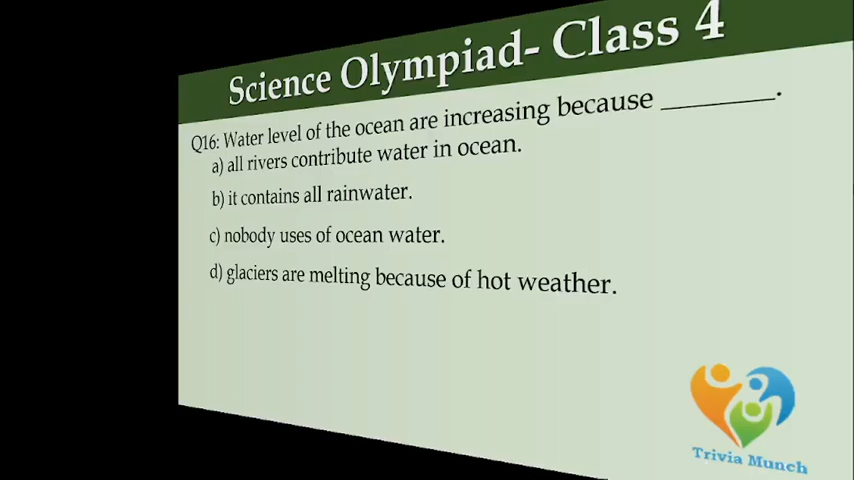 Science Olympiad- Class 4
Q16: Water level of the ocean are increasing because ________.
a) all rivers contribute water in ocean.
b) it contains all rainwater.
c) nobody uses of ocean water.
d) glaciers are melting because of hot weather.
Trivia Munch